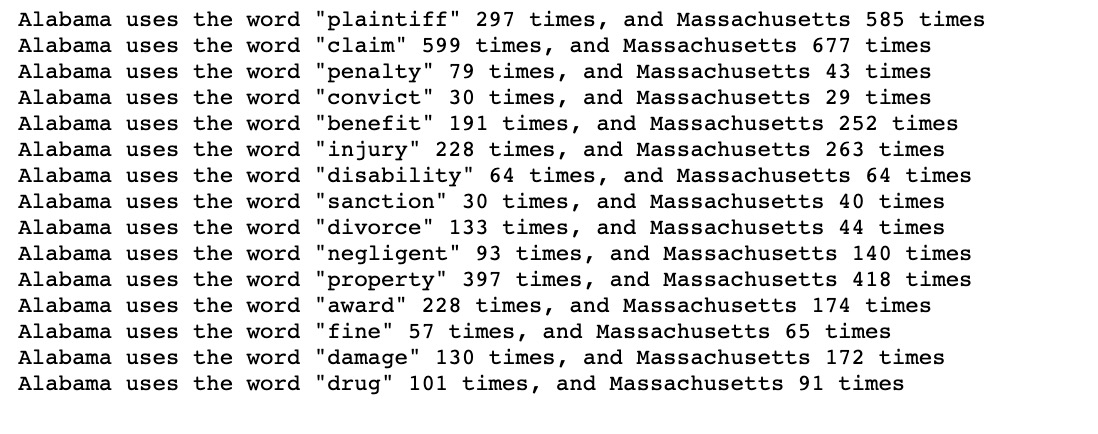 Alabama uses the word "plaintiff" 297 times, and Massachusetts 585 times
Alabama uses the word "claim" 599 times, and Massachusetts 677 times
Alabama uses the word "penalty" 79 times, and Massachusetts 43 times
Alabama uses the word "convict" 30 times, and Massachusetts 29 times
Alabama uses the word "benefit" 191 times, and Massachusetts 252 times
Alabama uses the word "injury" 228 times, and Massachusetts 263 times
Alabama uses the word "disability" 64 times, and Massachusetts 64 times
Alabama uses the word "sanction" 30 times, and Massachusetts 40 times
Alabama uses the word "divorce" 133 times, and Massachusetts 44 times
Alabama uses the word "negligent" 93 times, and Massachusetts 140 times
Alabama uses the word "property" 397 times, and Massachusetts 418 times
Alabama uses the word "award" 228 times, and Massachusetts 174 times
Alabama uses the word "fine" 57 times, and Massachusetts 65 times
Alabama uses the word "damage" 130 times, and Massachusetts 172 times
Alabama uses the word "drug" 101 times, and Massachusetts 91 times